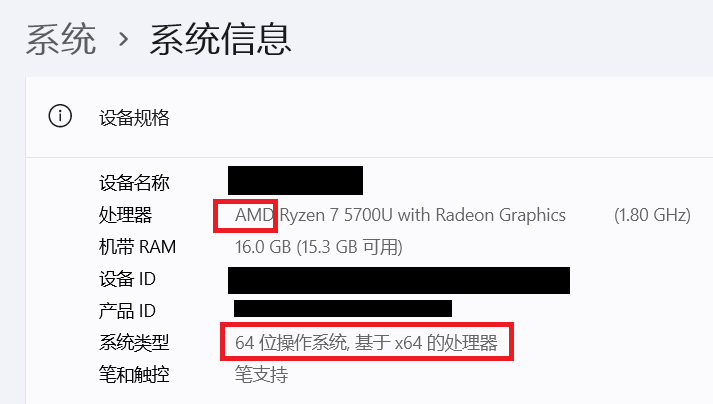 系统 › 系统信息
设备规格
设备名称
处理器 AMD Ryzen 7 5700U with Radeon Graphics (1.80 GHz)
机带 RAM 16.0 GB (15.3 GB 可用)
设备 ID
产品 ID
系统类型 64 位操作系统, 基于 x64 的处理器
笔和触控 笔支持